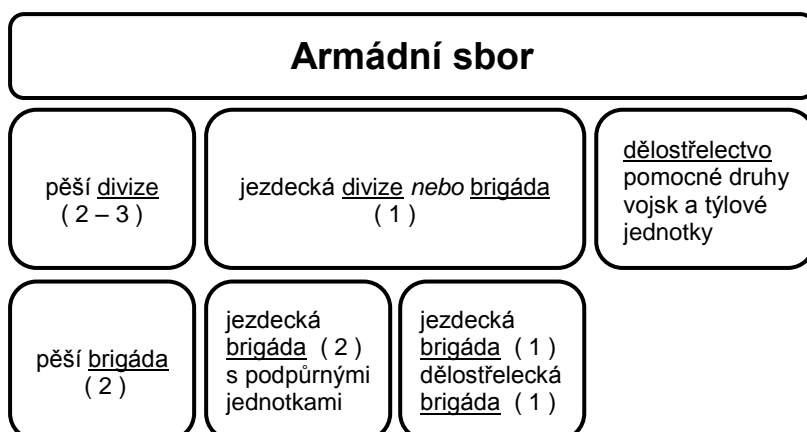 Armádní sbor
pěší divize
( 2 – 3 )
jezdecká divize nebo brigáda
( 1 )
dělostřelectvo
pomocné druhy
vojsk a týlové
jednotky
pěší brigáda
( 2 )
jezdecká
brigáda ( 2 )
s podpůrnými
jednotkami
jezdecká
brigáda ( 1 )
dělostřelecká
brigáda ( 1 )